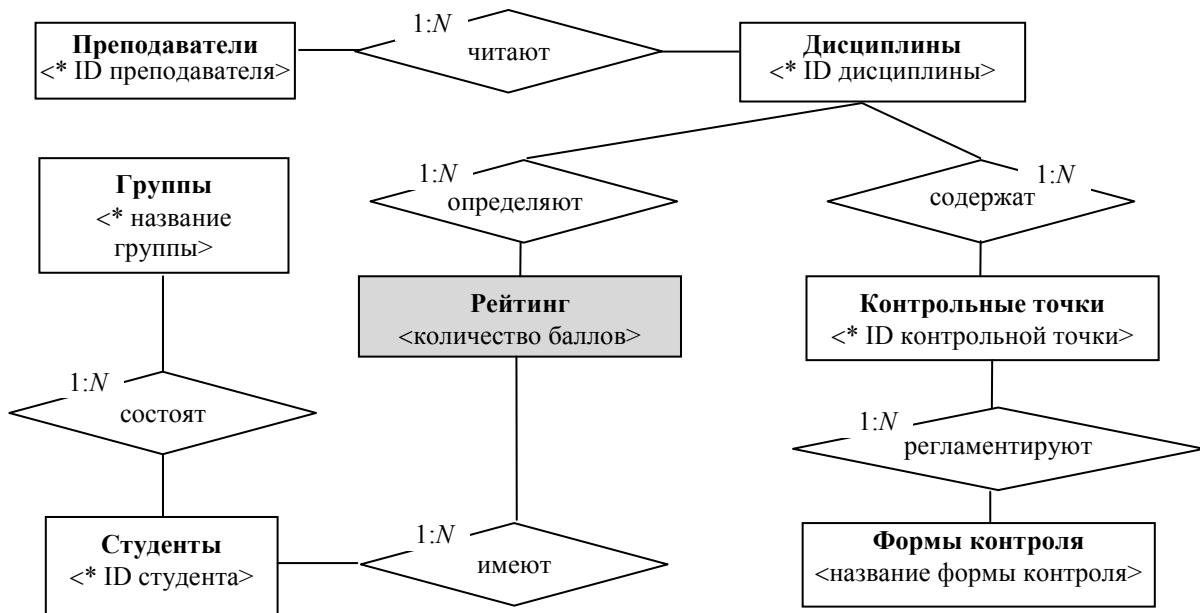 1:N
Преподаватели
<* ID преподавателя>
читают
Дисциплины
<* ID дисциплины>
Группы
<* название
группы>
1:N
определяют
1:N
содержат
Рейтинг
<количество баллов>
Контрольные точки
<* ID контрольной точки>
1:N
состоят
1:N
регламентируют
Студенты
<* ID студента>
1:N
имеют
Формы контроля
<название формы контроля>